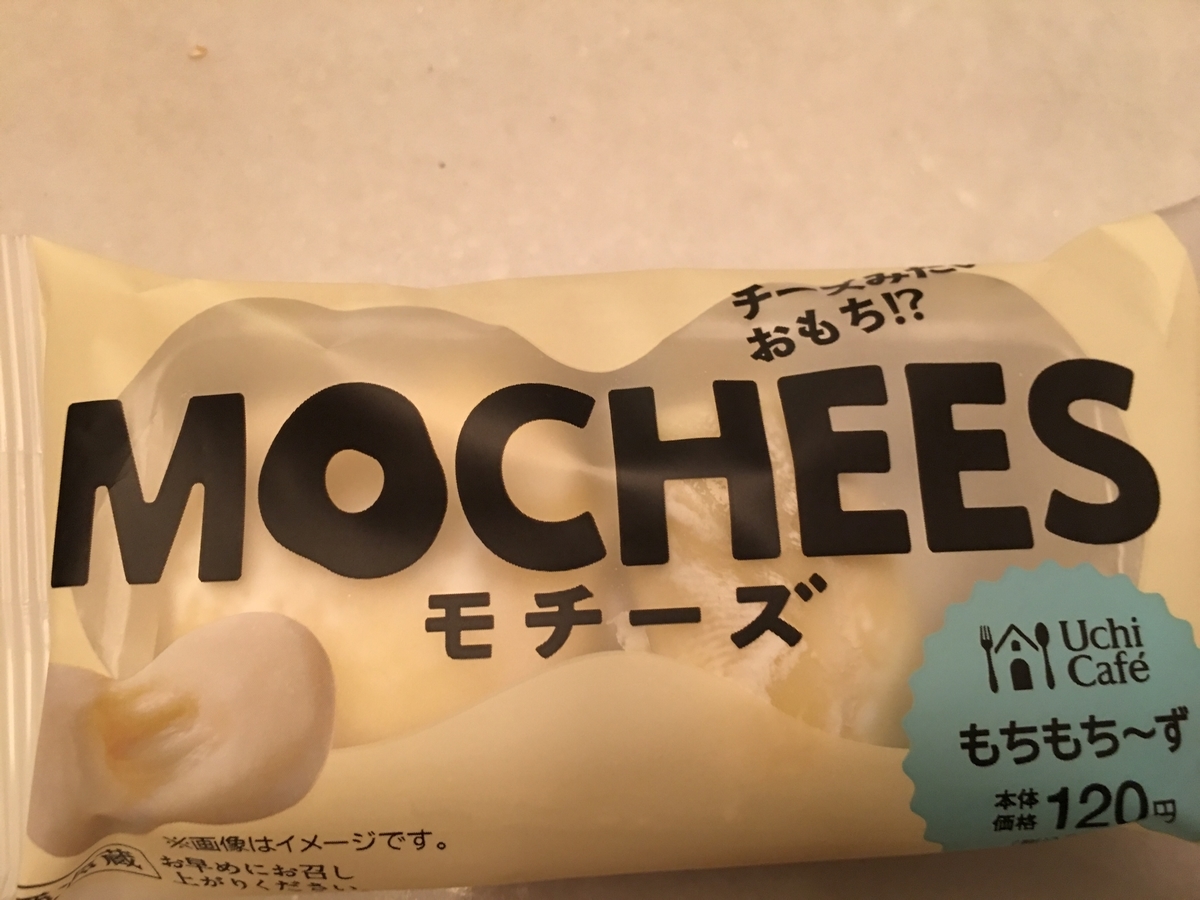 チーズみたい
おもち!?
MOCHEES
モチーズ
Uchi
Café
もちもち〜ず
本体
価格 120円
※画像はイメージです。
お早めにお召し
上がりください
蔵